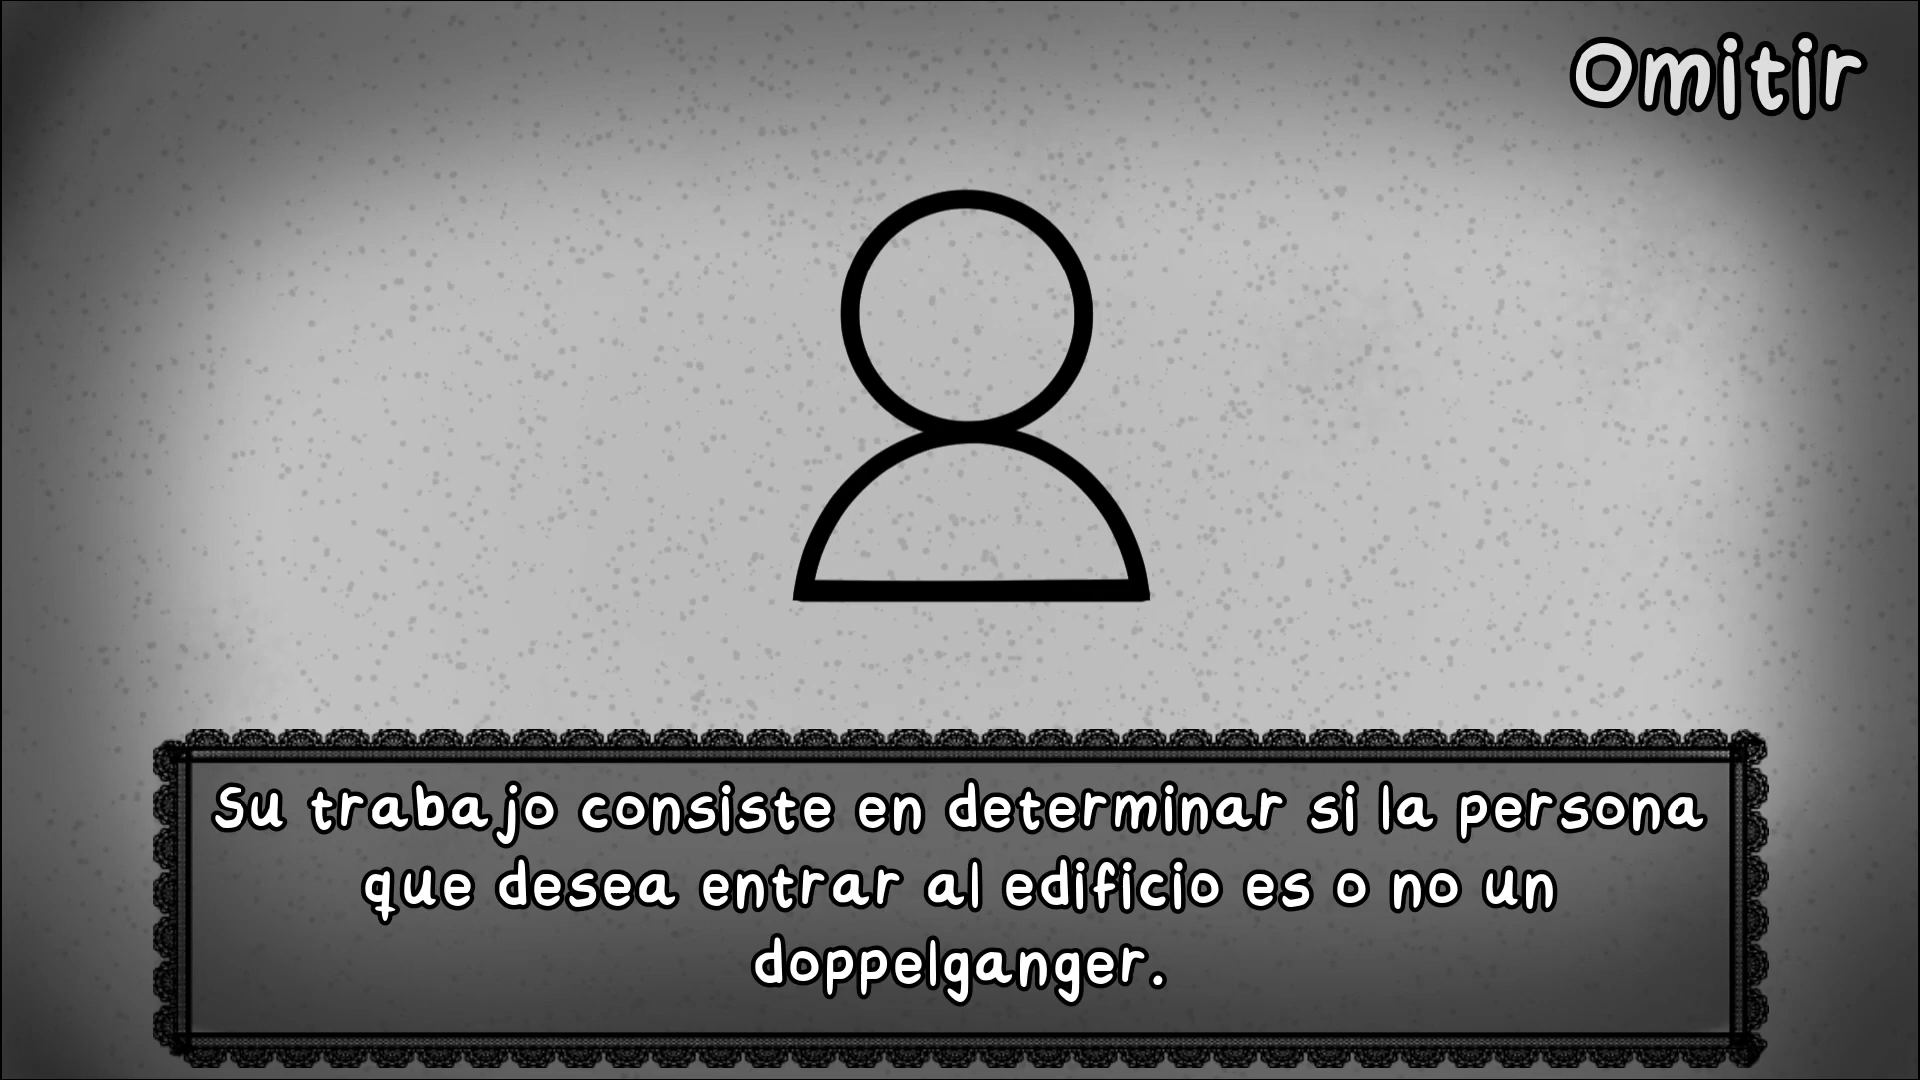 Omitir
Su trabajo consiste en determinar si la persona
que desea entrar al edificio es o no un
doppelganger.